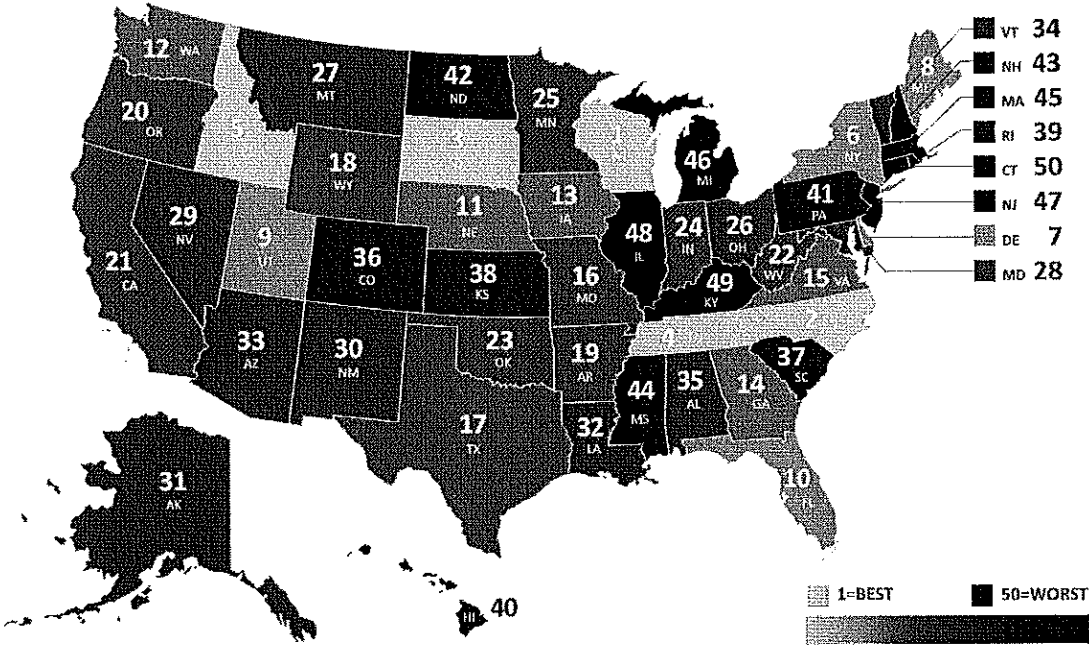 12 WA
27
MT
42
ND
25
MN
8
VT 34
NH 43
MA 45
RI 39
CT 50
NJ 47
DE 7
MD 28
20
OR
5
18
WY
3
1
46
MI
6
NY
41
PA
29
NV
9
UT
11
NE
13
IA
48
IL
24
IN
26
OH
22
WV
15 VA
21
CA
36
CO
38
KS
16
MO
49
KY
2
4
33
AZ
30
NM
23
OK
19
AR
37
SC
44
MS
35
AL
14
GA
17
TX
32
LA
10
FL
31
AK
HI 40
1=BEST
50=WORST